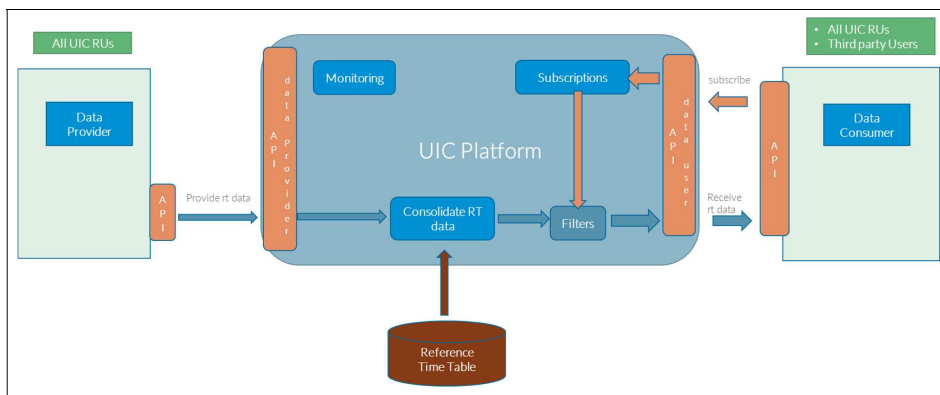 All UIC RUs
• All UIC RUs
• Third party Users
Data
Provider
API
Provide rt data
API data Provider
Monitoring
Subscriptions
UIC Platform
Consolidate RT
data
Filters
API data user
subscribe
Receive
rt data
API
Data
Consumer
Reference
Time Table